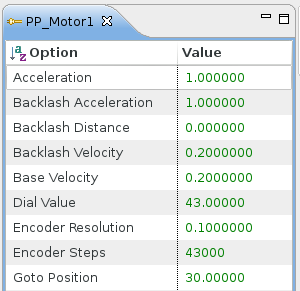 PP_Motor1
Option Value
Acceleration 1.000000
Backlash Acceleration 1.000000
Backlash Distance 0.000000
Backlash Velocity 0.2000000
Base Velocity 0.2000000
Dial Value 43.00000
Encoder Resolution 0.1000000
Encoder Steps 43000
Goto Position 30.00000